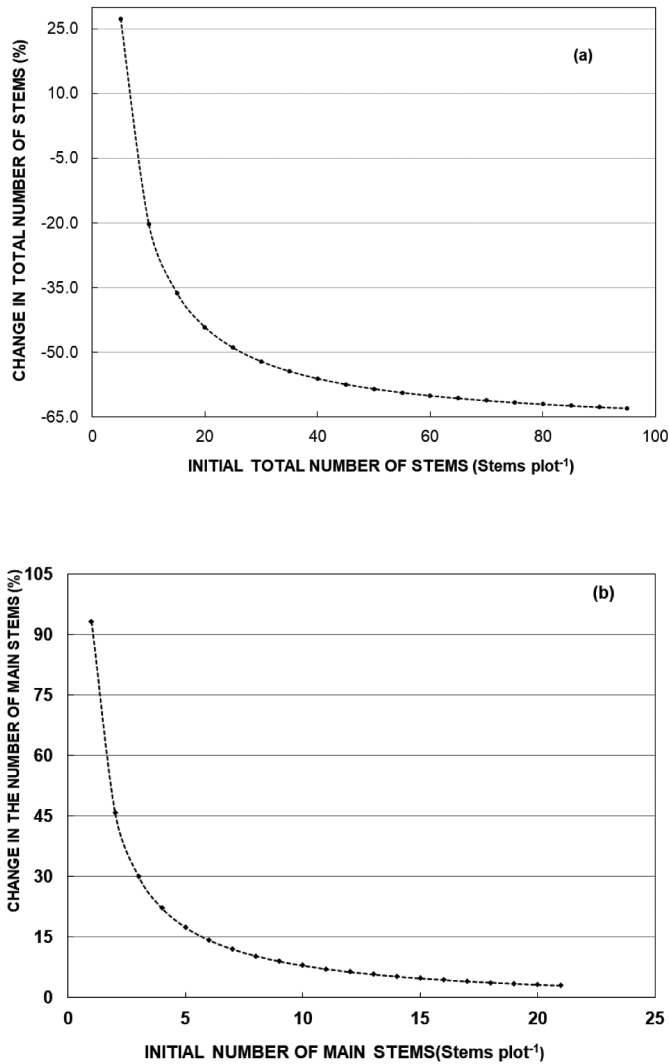 CHANGE IN TOTAL NUMBER OF STEMS (%)
25.0
10.0
-5.0
-20.0
-35.0
-50.0
-65.0
(a)
0 20 40 60 80 100
INITIAL TOTAL NUMBER OF STEMS (Stems plot⁻¹)
CHANGE IN THE NUMBER OF MAIN STEMS (%)
105
90
75
60
45
30
15
0
(b)
0 5 10 15 20 25
INITIAL NUMBER OF MAIN STEMS(Stems plot⁻¹)